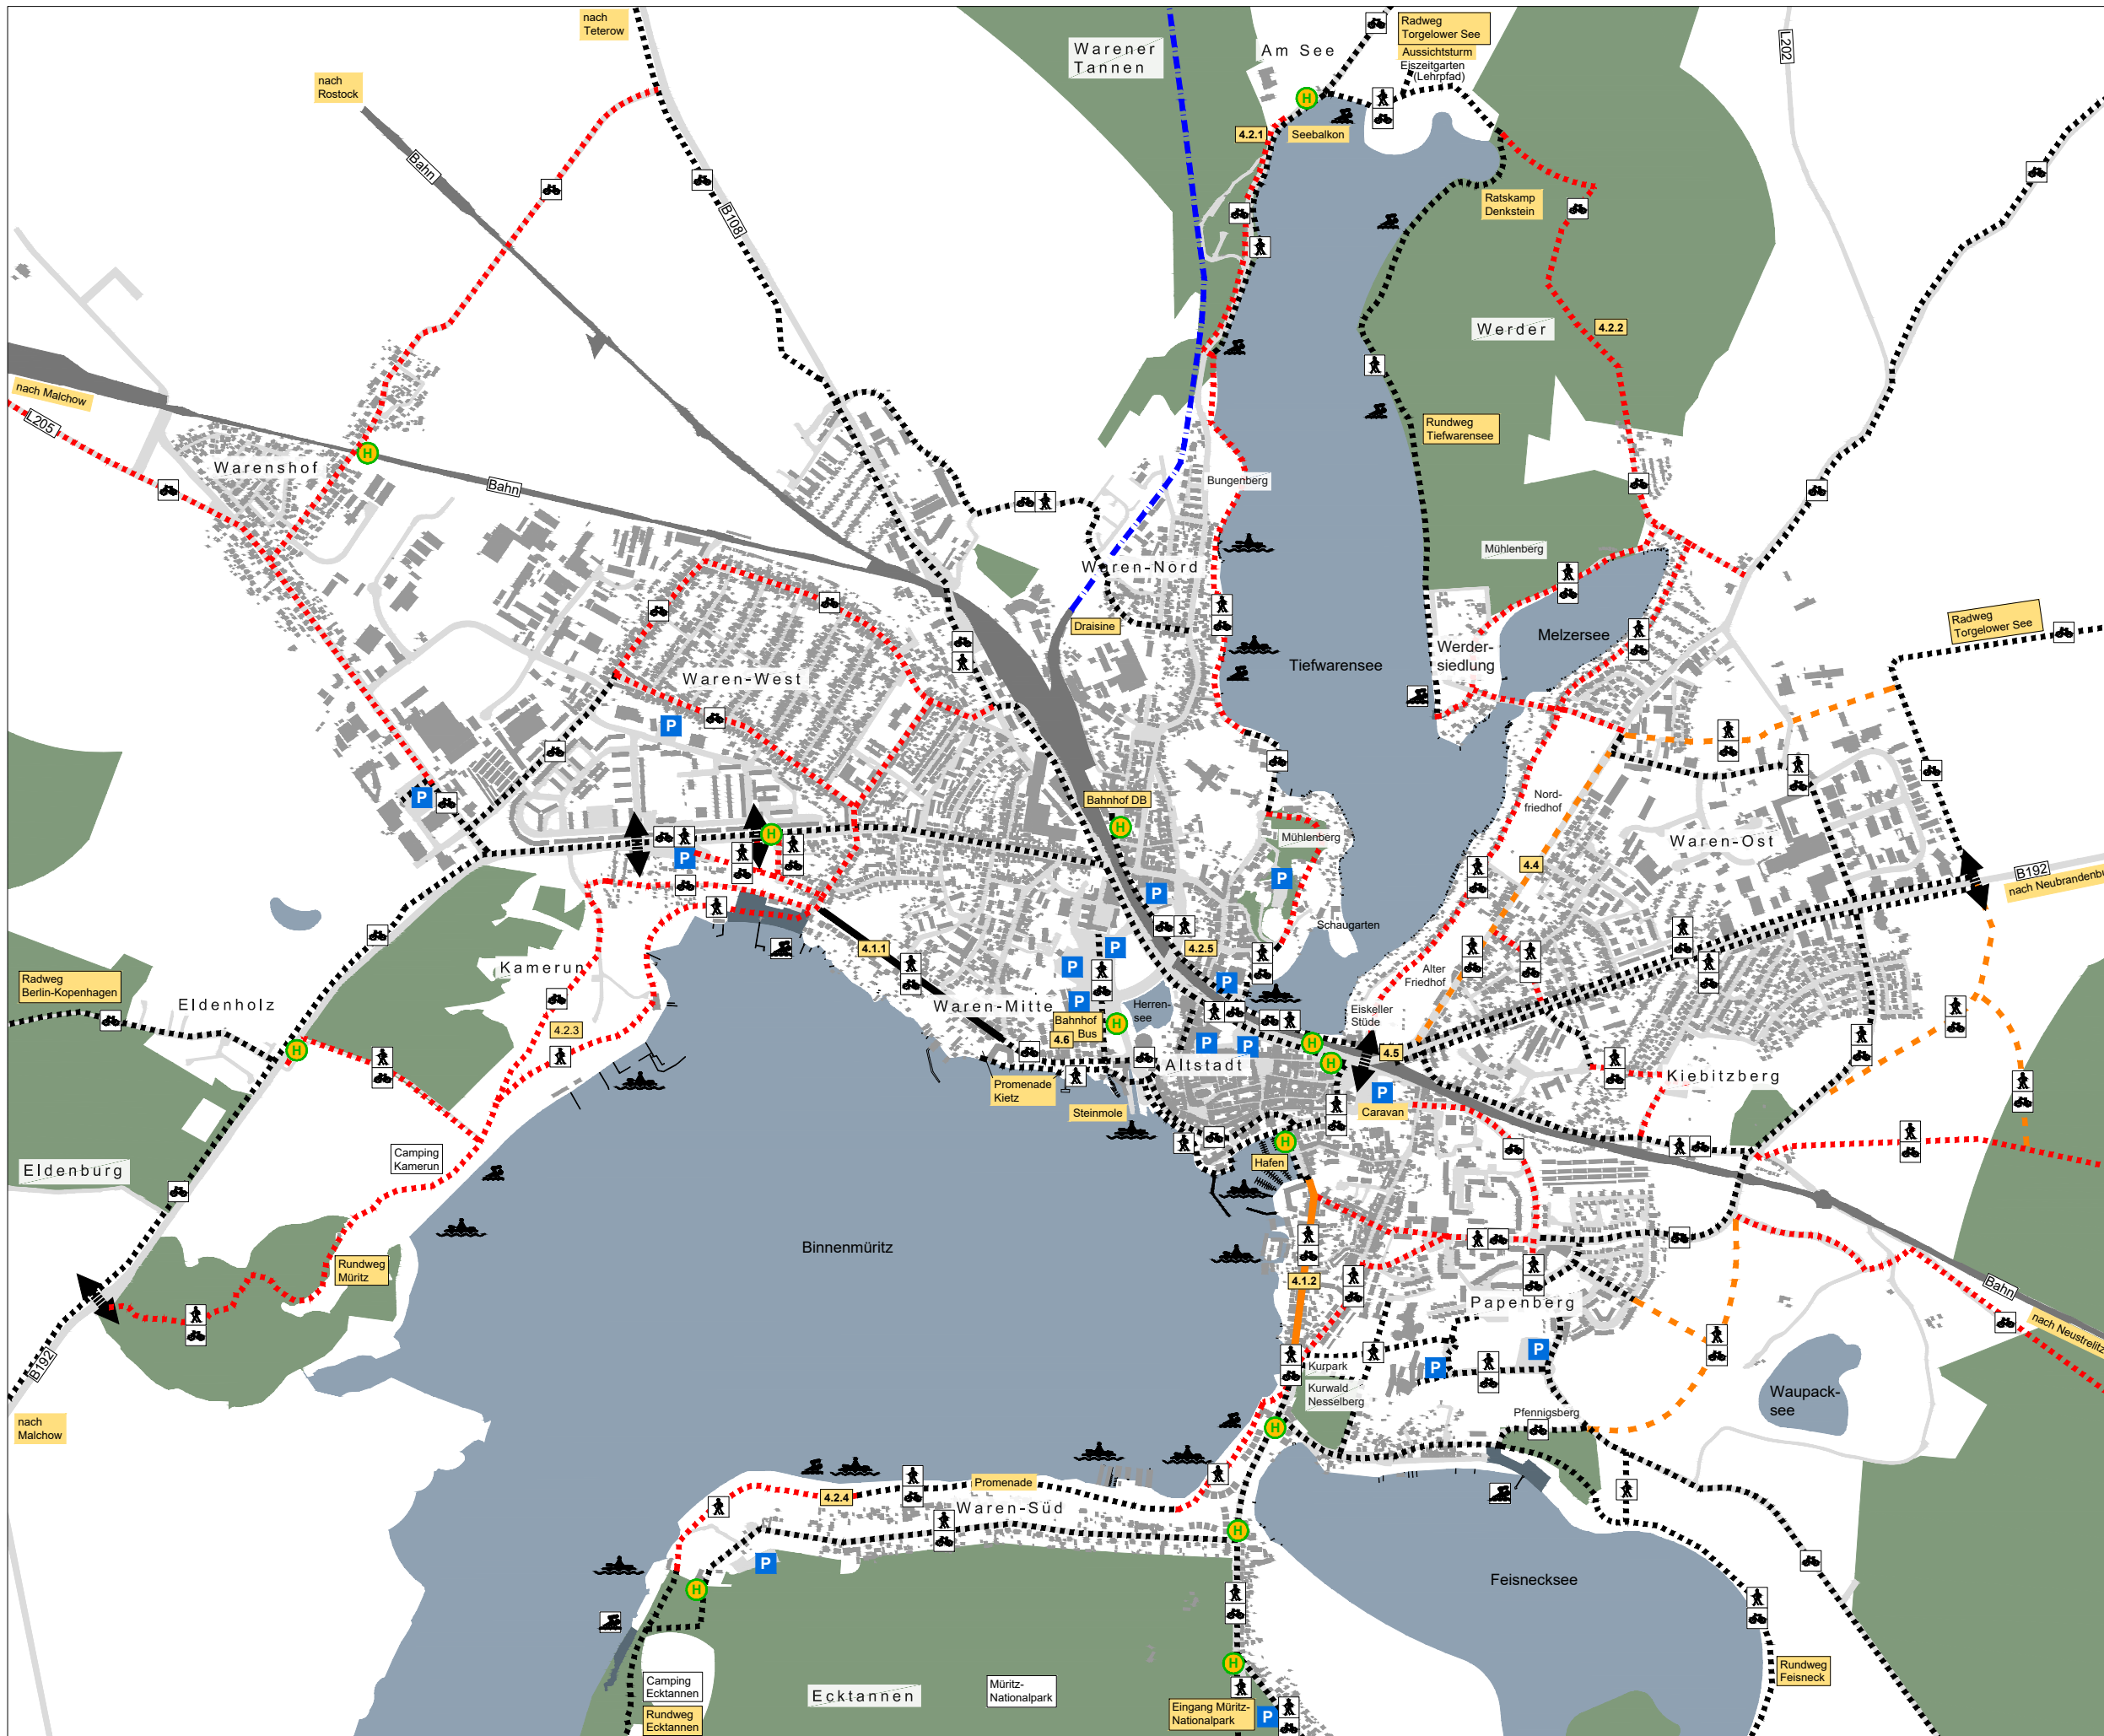 nach
Teterow
nach
Rostock
Warener
Tannen
Am See
Radweg
Torgelower See
Aussichtsturm
Eiszeitgarten
(Lehrpfad)
L202
H
4.2.1
Seebalkon
Bahn
B108
Ratskamp
Denkstein
Werder
4.2.2
nach Malchow
L205
Warenshof
H
Bahn
Rundweg
Tiefwarensee
Bungenberg
Mühlenberg
Waren-Nord
Draisine
Melzersee
Radweg
Torgelower See
Tiefwarensee
Werder-
siedlung
Waren-West
P
P
Bahnhof DB
H
Nord-
friedhof
Mühlenberg
Waren-Ost
H
P
4.4
B192
nach Neubrandenbu
P
P
Schaugarten
4.1.1
4.2.5
P
P
Kamerun
Alter
Friedhof
Radweg
Berlin-Kopenhagen
Eldenholz
P
P
Waren-Mitte
Herren-
see
Eiskeller
Stüde
4.2.3
Bahnhof
Bus
4.6
H
H
P
P
4.5
H
H
Altstadt
Kiebitzberg
Promenade
Kietz
P
Caravan
Steinmole
Camping
Kamerun
H
Hafen
Eldenburg
Binnenmüritz
Rundweg
Müritz
4.1.2
Bahn
Papenberg
nach Neustrelitz
B192
P
P
Kurpark
Kurwald
Nesselberg
Waupack-
see
nach
Malchow
Pfennigsberg
H
Promenade
4.2.4
Waren-Süd
H
P
H
Feisnecksee
H
Camping
Ecktannen
Rundweg
Ecktannen
Ecktannen
Müritz-
Nationalpark
Eingang Müritz-
Nationalpark
P
Rundweg
Feisneck